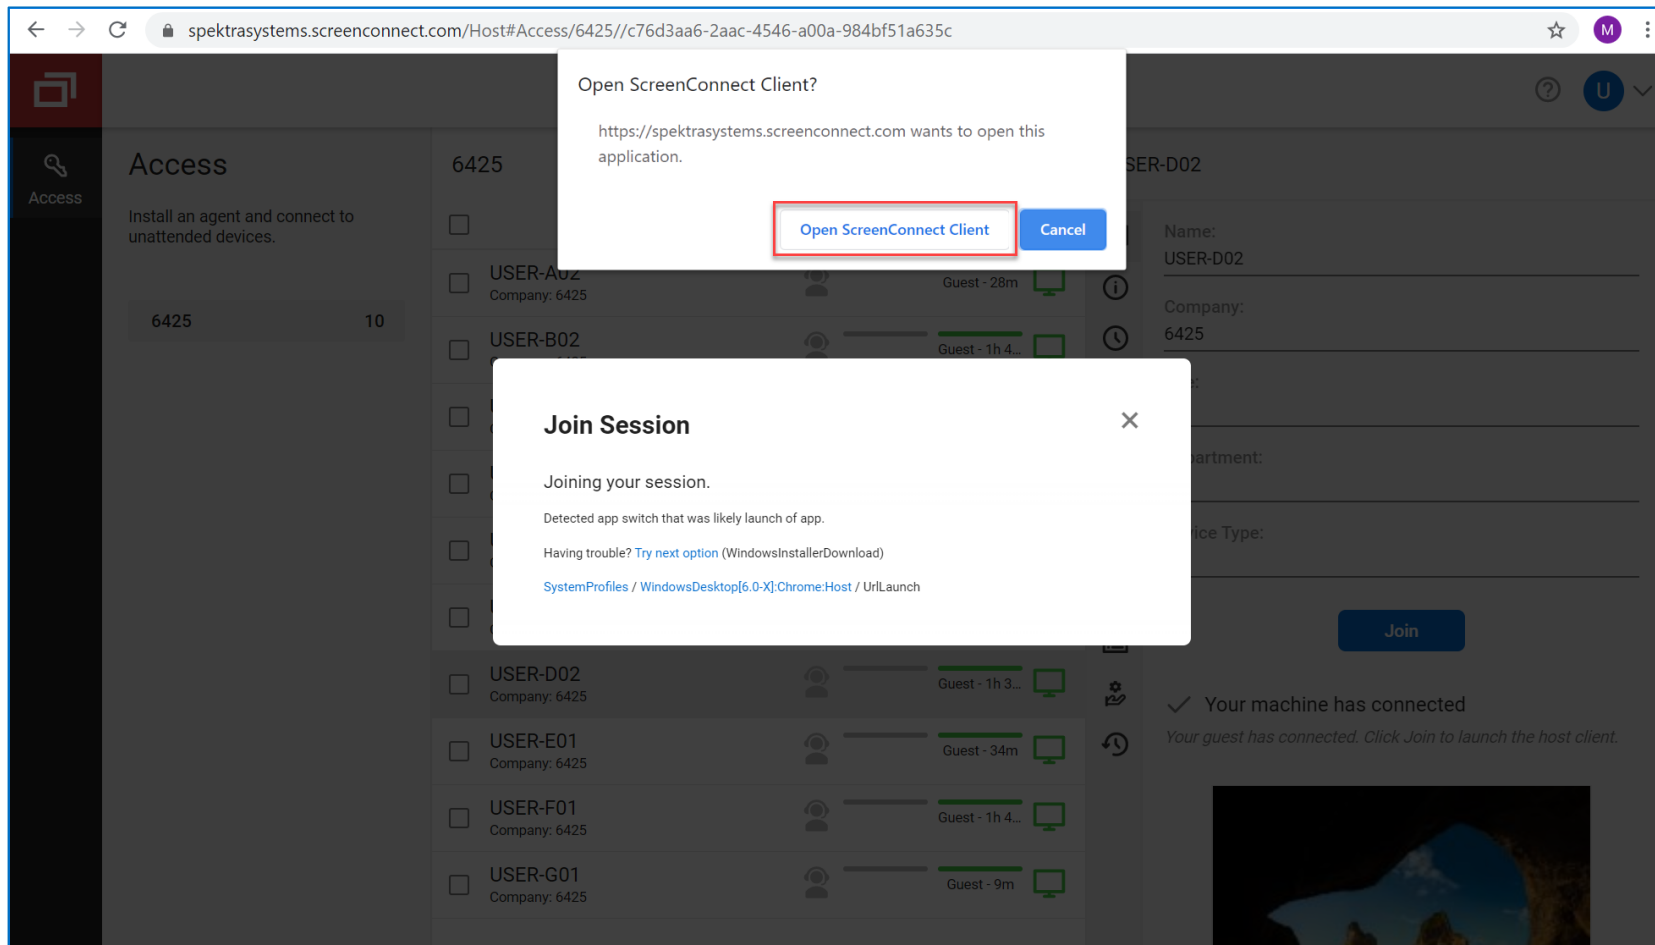 spektrasystems.screenconnect.com/Host#Access/6425//c76d3aa6-2aac-4546-a00a-984bf51a635c
M
Open ScreenConnect Client?
https://spektrasystems.screenconnect.com wants to open this
application.
Open ScreenConnect Client
Cancel
U
Access
Access
Install an agent and connect to
unattended devices.
6425
10
6425
USER-A02
Company: 6425
Guest - 28m
USER-B02
Guest - 1h 4...
Join Session
Joining your session.
Detected app switch that was likely launch of app.
Having trouble? Try next option (WindowsInstallerDownload)
SystemProfiles / WindowsDesktop[6.0-X]:Chrome:Host / UrlLaunch
USER-D02
Company: 6425
Guest - 1h 3...
USER-E01
Company: 6425
Guest - 34m
USER-F01
Company: 6425
Guest - 1h 4...
USER-G01
Company: 6425
Guest - 9m
SER-D02
Name:
USER-D02
Company:
6425
artment:
ice Type:
Join
Your machine has connected
Your guest has connected. Click Join to launch the host client.